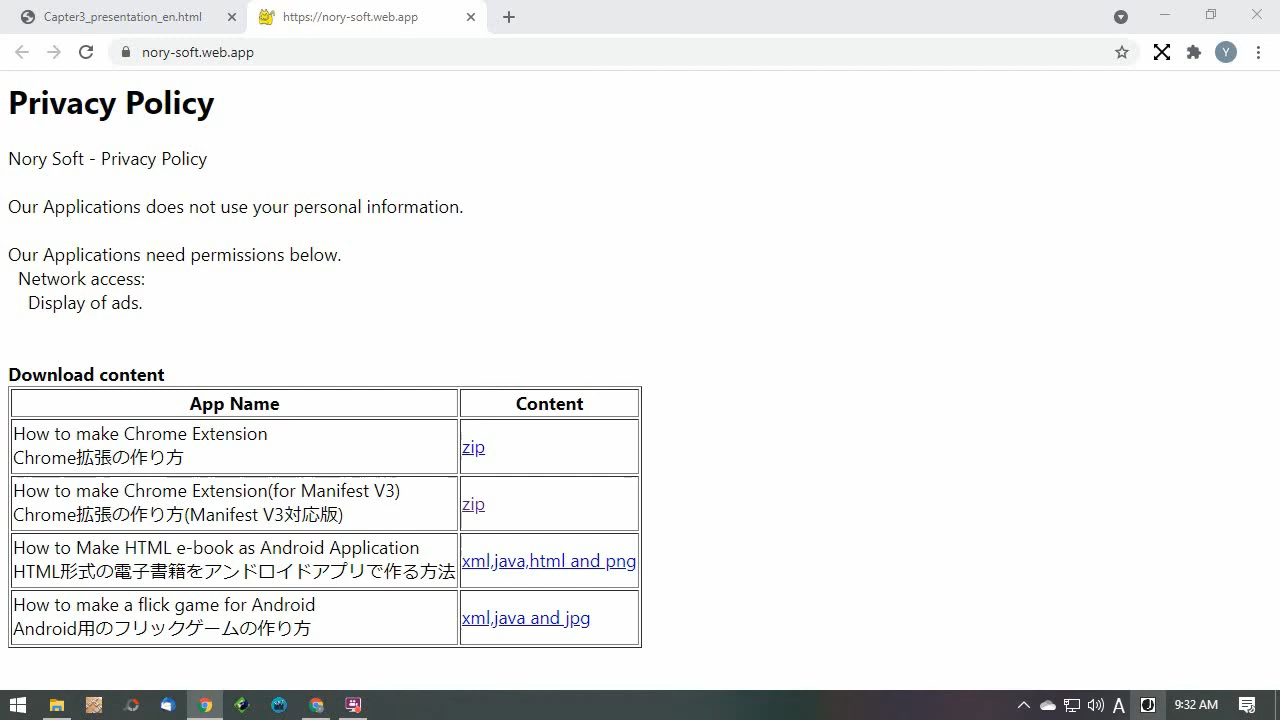 Capter3_presentation_en.html
https://nory-soft.web.app
nory-soft.web.app
Y
Privacy Policy
Nory Soft - Privacy Policy
Our Applications does not use your personal information.
Our Applications need permissions below.
Network access:
Display of ads.
Download content
App Name Content
How to make Chrome Extension
Chrome拡張の作り方
zip
How to make Chrome Extension(for Manifest V3)
Chrome拡張の作り方(Manifest V3対応版)
zip
How to Make HTML e-book as Android Application
HTML形式の電子書籍をアンドロイドアプリで作る方法
xml,java,html and png
How to make a flick game for Android
Android用のフリックゲームの作り方
xml,java and jpg
A
9:32 AM